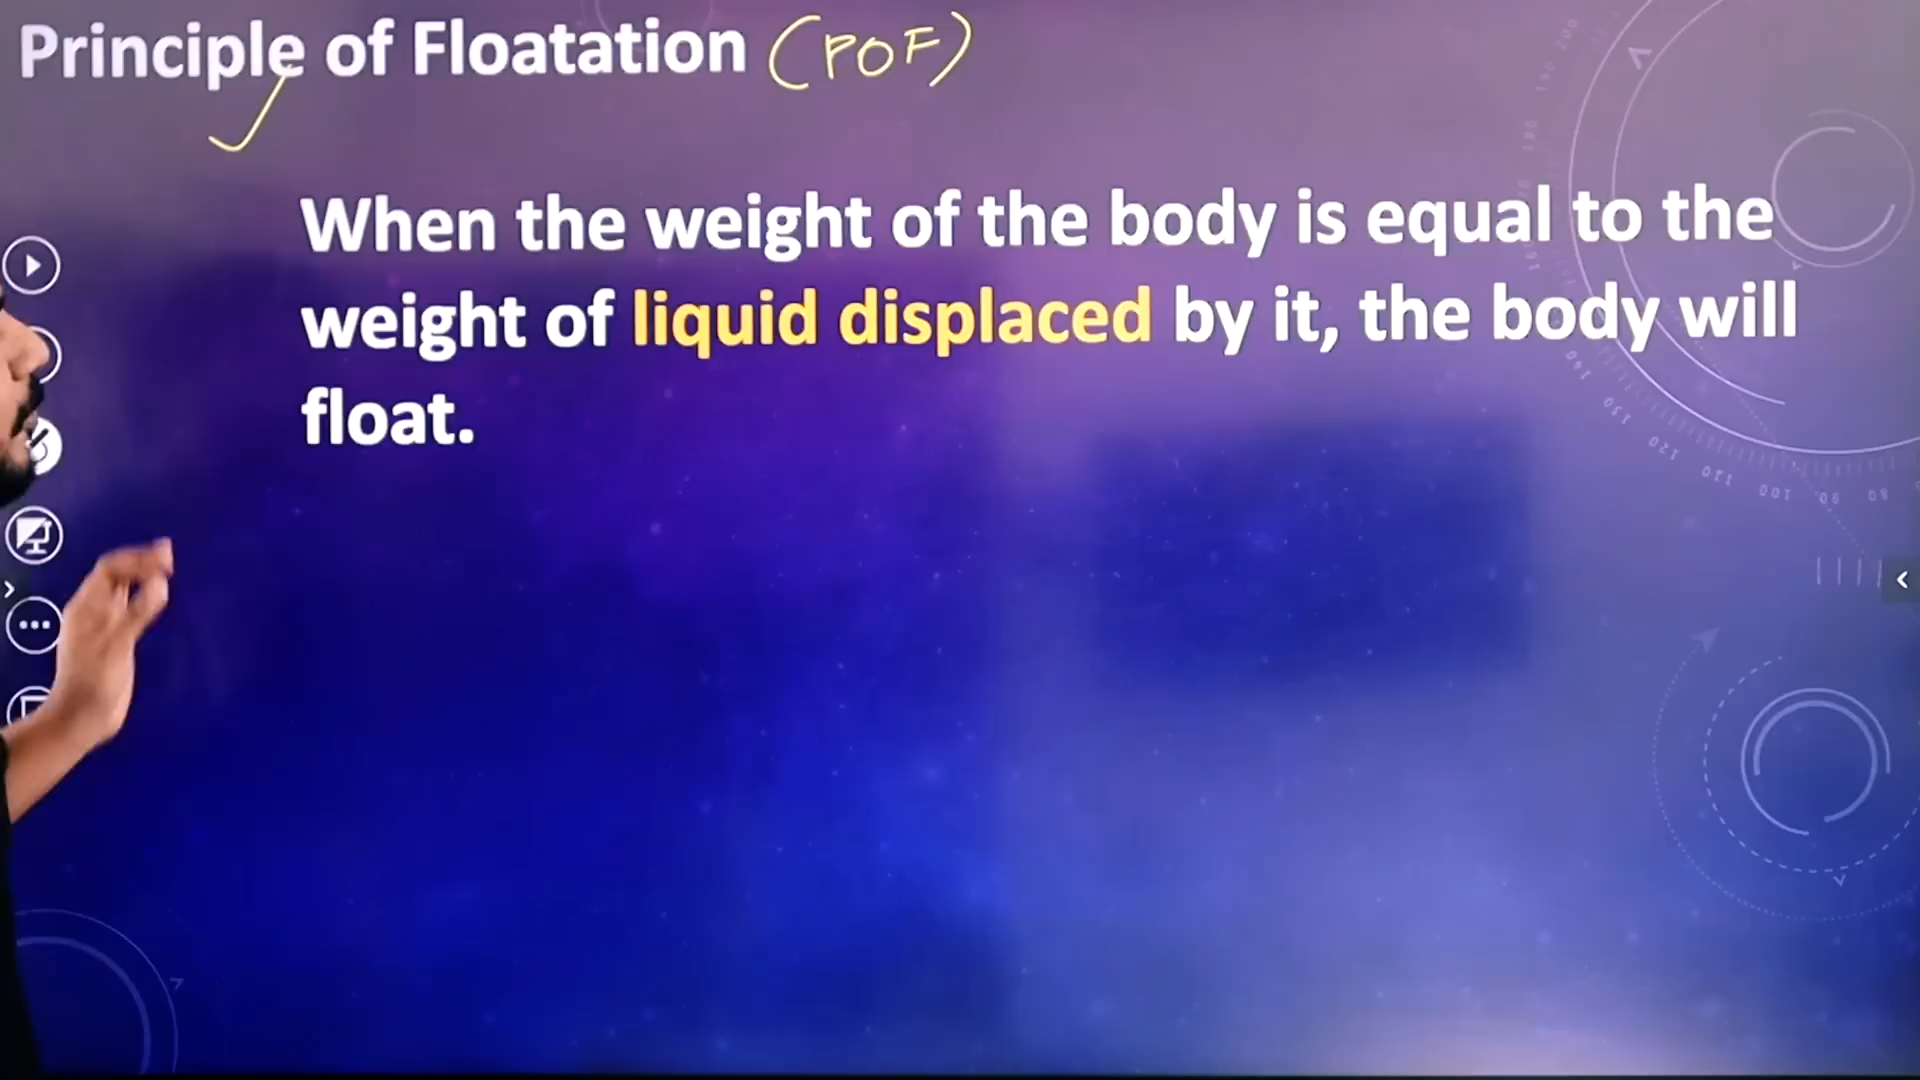 Principle of Floatation (POF)
When the weight of the body is equal to the
weight of liquid displaced by it, the body will
float.